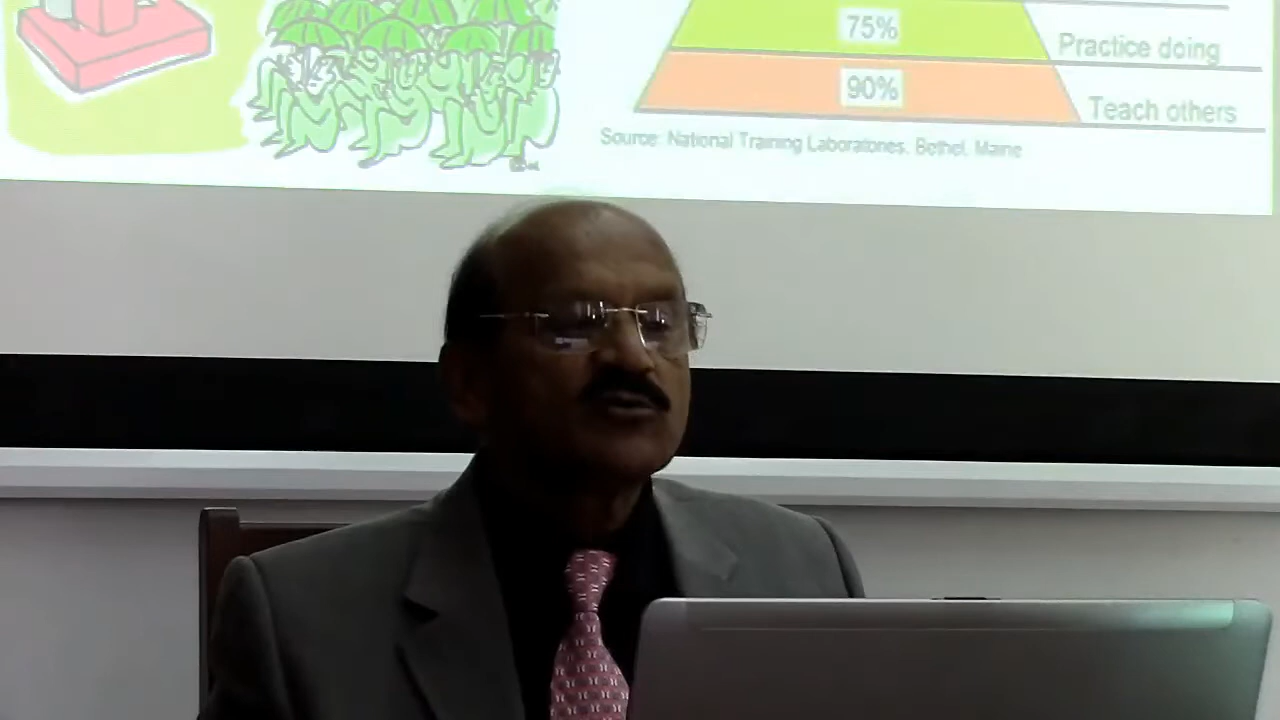 75%
Practice doing
90%
Teach others
Source: National Training Laboratories, Bethel, Maine